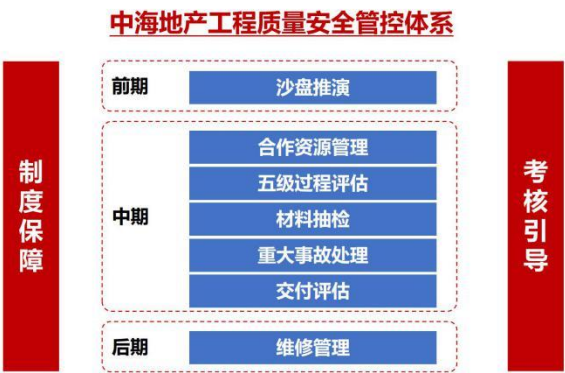 中海地产工程质量安全管控体系
制度保障
前期
沙盘推演
中期
合作资源管理
五级过程评估
材料抽检
重大事故处理
交付评估
后期
维修管理
考核引导